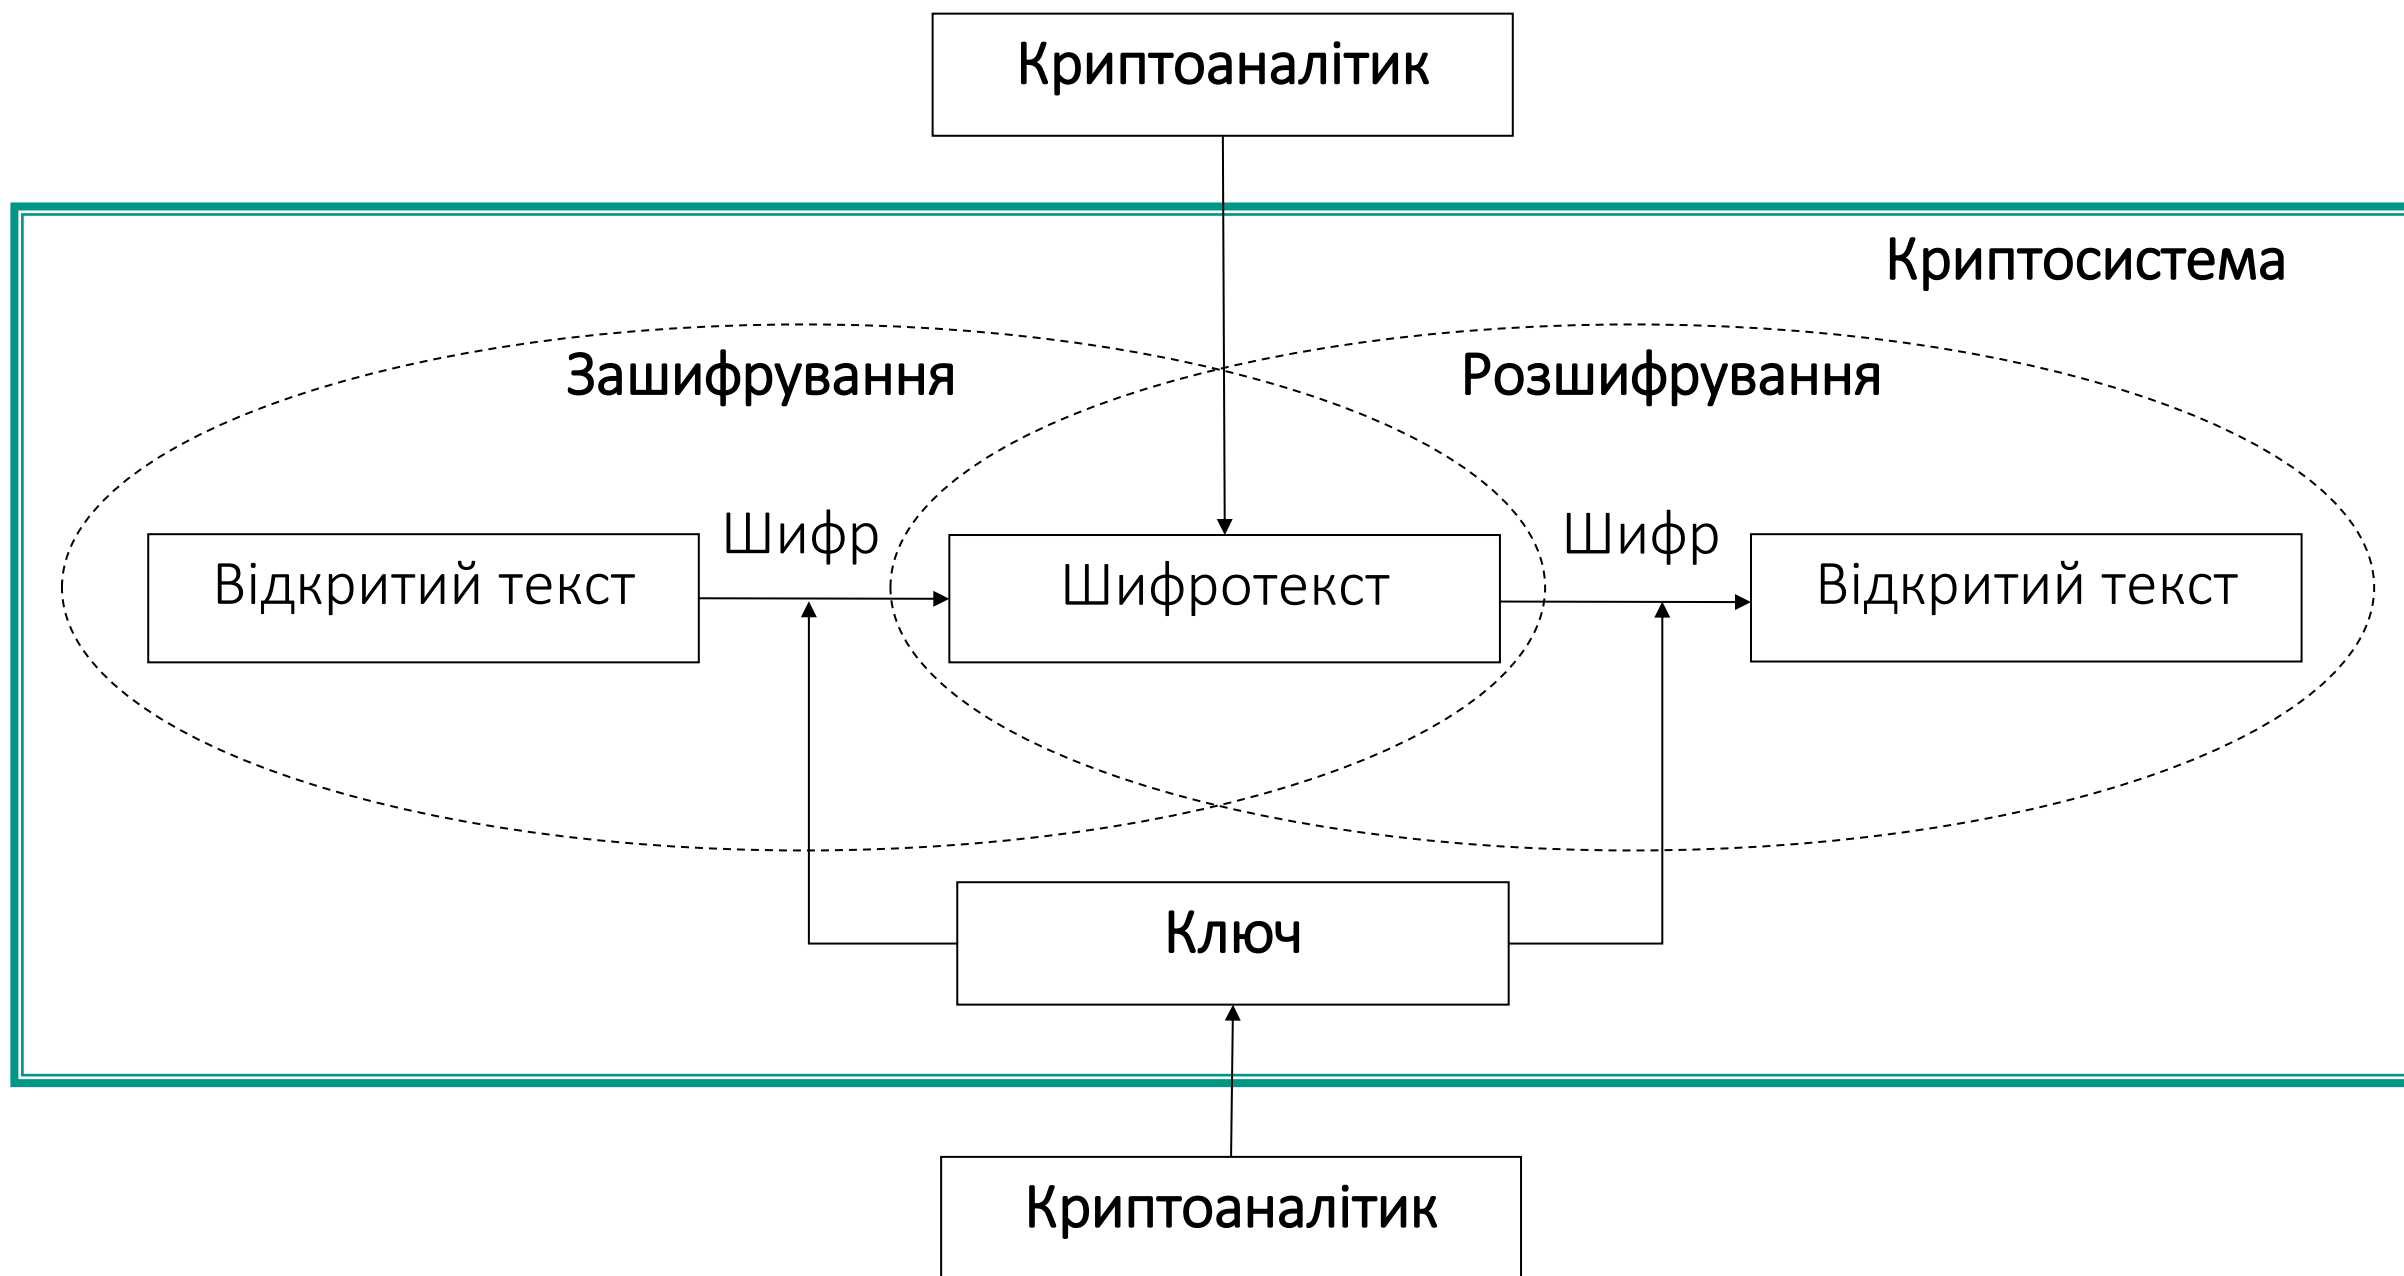 Криптоаналітик
Криптосистема
Зашифрування
Розшифрування
Шифр
Шифр
Відкритий текст
Шифротекст
Відкритий текст
Ключ
Криптоаналітик